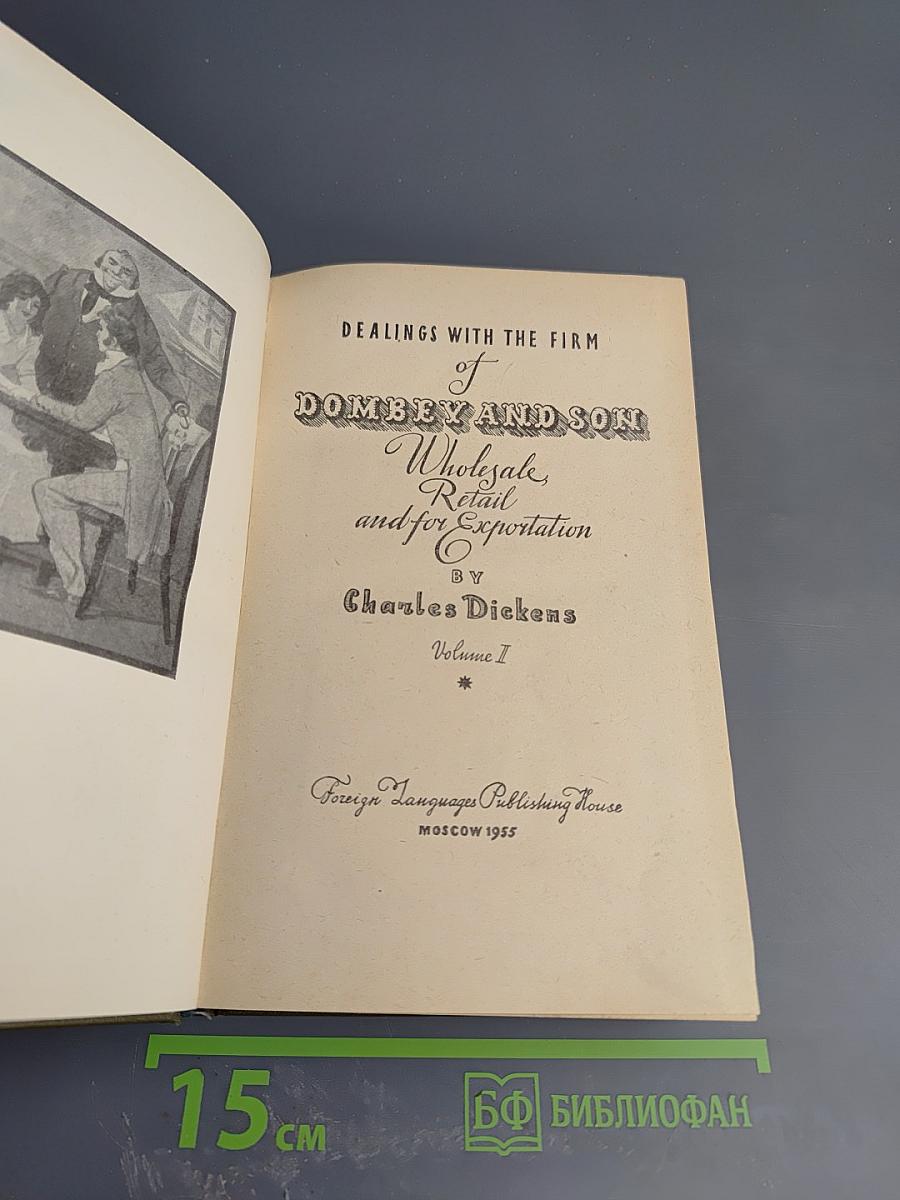 DEALINGS WITH THE FIRM
of
DOMBEY AND SON
Wholesale,
Retail
and for Exportation
BY
Charles Dickens
Volume II
Foreign Languages Publishing House
MOSCOW 1955
15 см
БФ БИБЛИОФАН